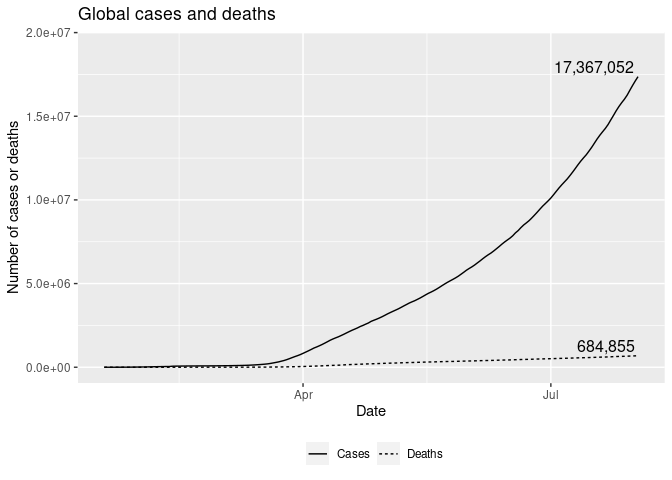 Global cases and deaths
2.0e+07
17,367,052
1.5e+07
1.0e+07
5.0e+06
684,855
0.0e+00
Number of cases or deaths
Apr
Jul
Date
Cases
Deaths